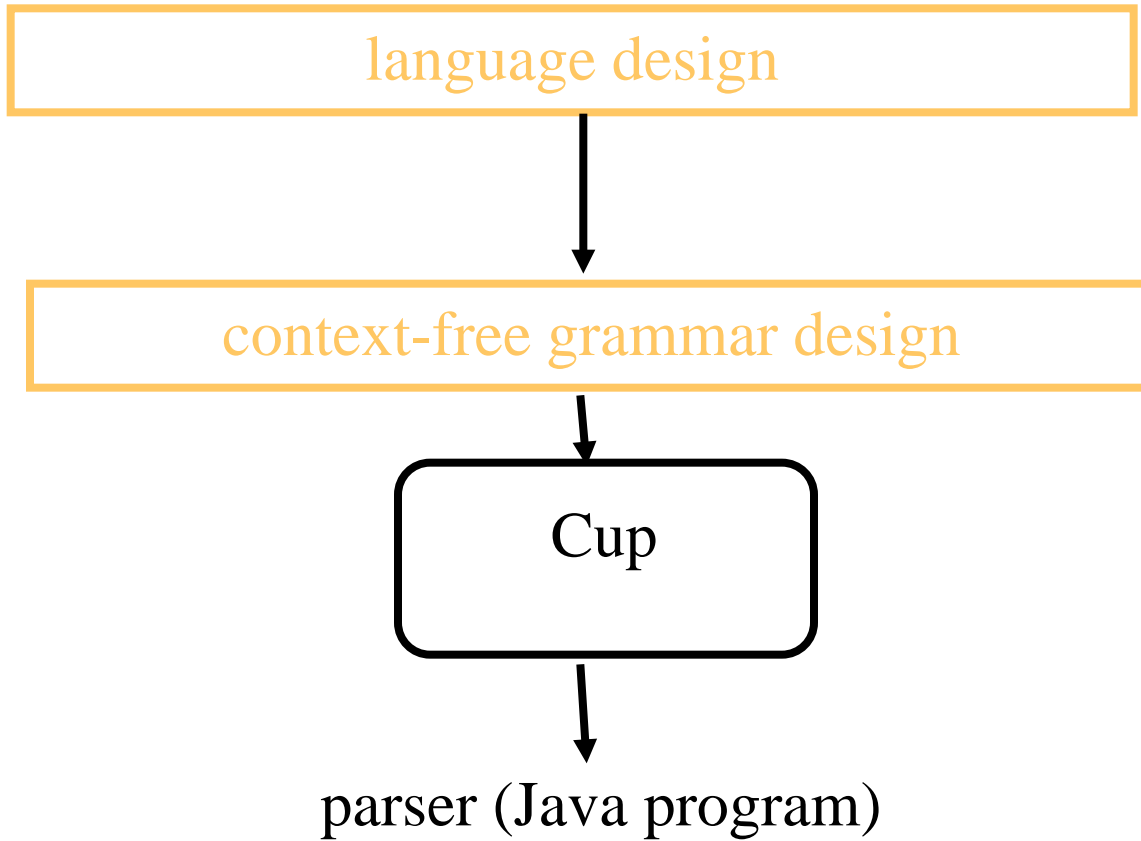 language design
context-free grammar design
Cup
parser (Java program)